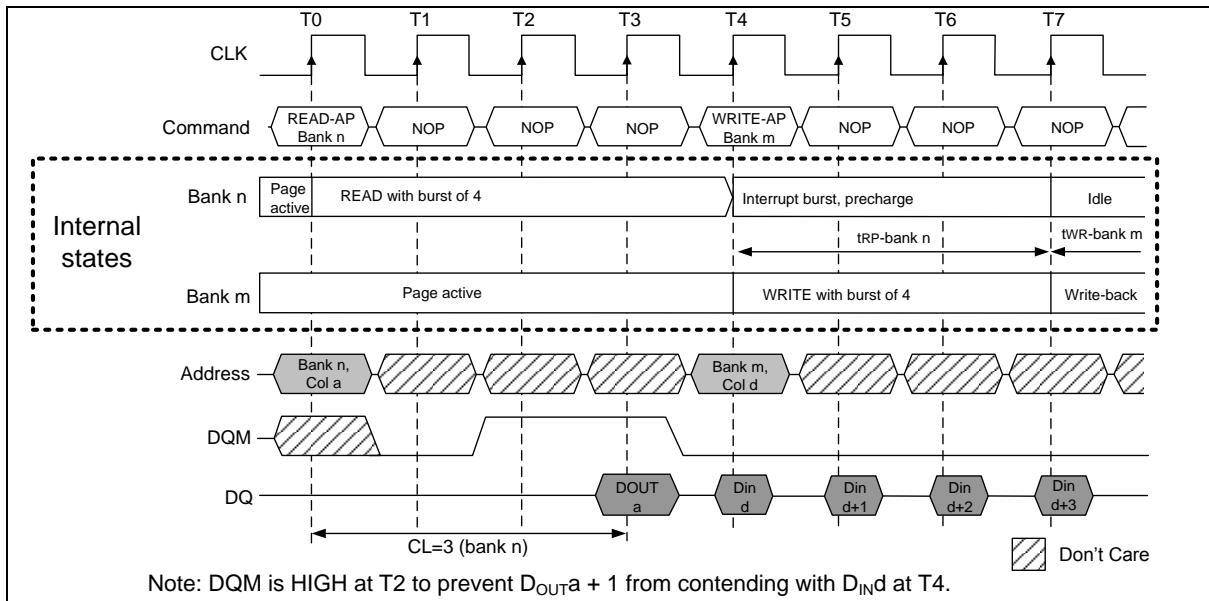 T0 T1 T2 T3 T4 T5 T6 T7
CLK
Command
READ-AP
Bank n
NOP
NOP
NOP
WRITE-AP
Bank m
NOP
NOP
NOP
Internal
states
Bank n
Page
active
READ with burst of 4
Interrupt burst, precharge
Idle
tRP-bank n
tWR-bank m
Bank m
Page active
WRITE with burst of 4
Write-back
Address
Bank n,
Col a
Bank m,
Col d
DQM
DQ
DOUT
a
Din
d
Din
d+1
Din
d+2
Din
d+3
CL=3 (bank n)
Don't Care
Note: DQM is HIGH at T2 to prevent DOUTa + 1 from contending with DINd at T4.